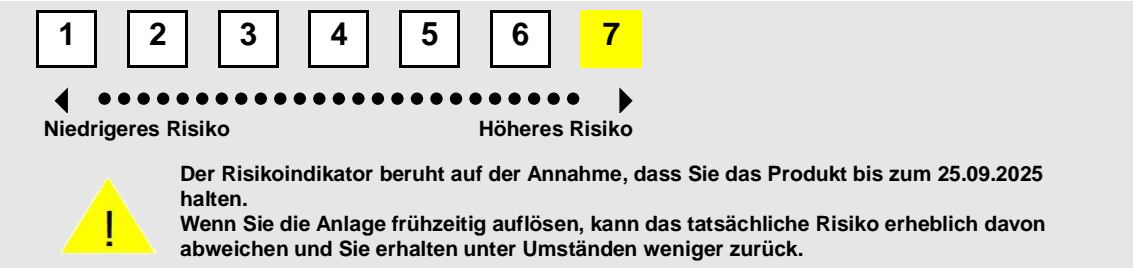 1 2 3 4 5 6 7
Niedrigeres Risiko Höheres Risiko
Der Risikoindikator beruht auf der Annahme, dass Sie das Produkt bis zum 25.09.2025
halten.
Wenn Sie die Anlage frühzeitig auflösen, kann das tatsächliche Risiko erheblich davon
abweichen und Sie erhalten unter Umständen weniger zurück.
!